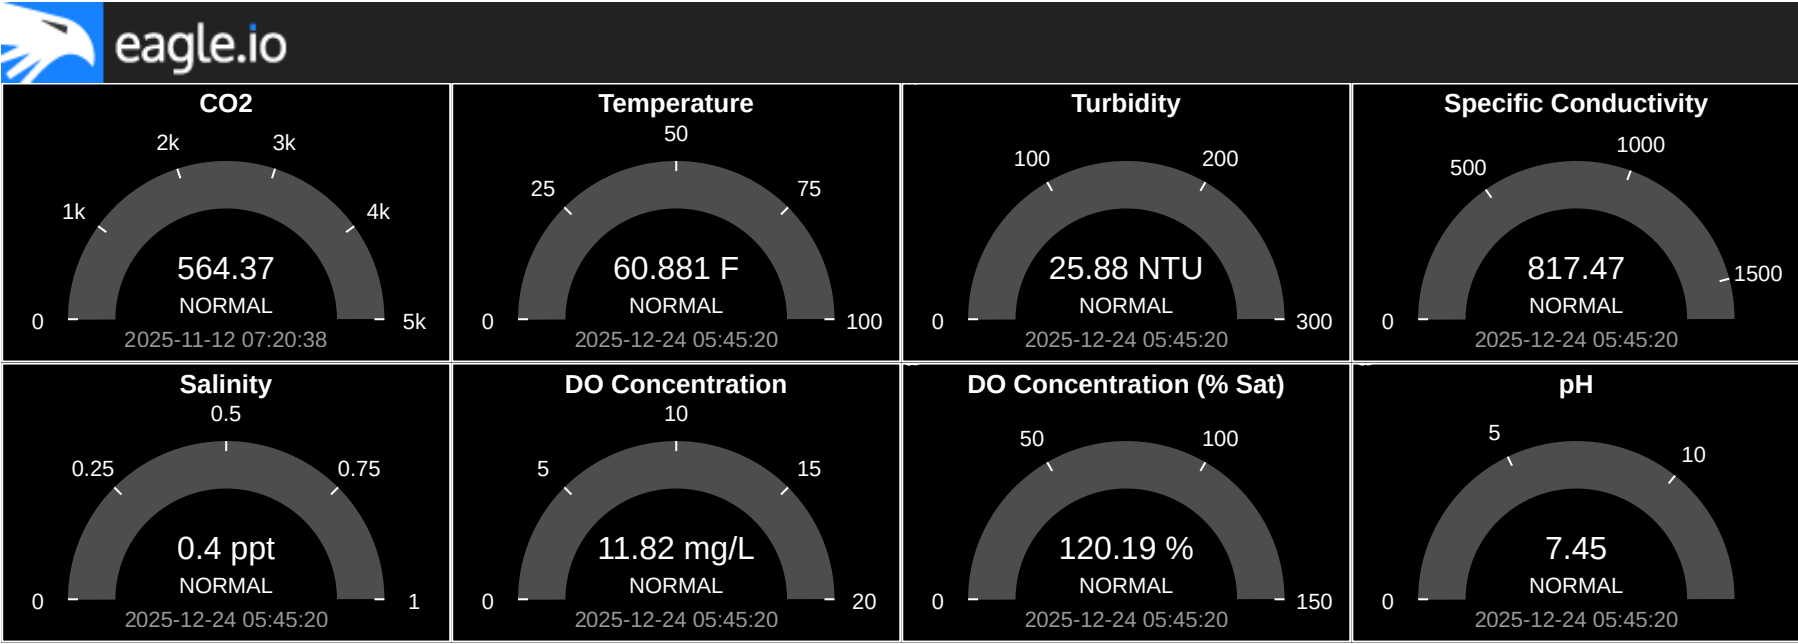 eagle.io
CO2
2k 3k
1k 4k
564.37
NORMAL
0 5k
2025-11-12 07:20:38
Temperature
50
25 75
60.881 F
NORMAL
0 100
2025-12-24 05:45:20
Turbidity
100 200
25.88 NTU
NORMAL
0 300
2025-12-24 05:45:20
Specific Conductivity
1000
500
817.47
1500
NORMAL
0
2025-12-24 05:45:20
Salinity
0.5
0.25 0.75
0.4 ppt
NORMAL
0 1
2025-12-24 05:45:20
DO Concentration
10
5 15
11.82 mg/L
NORMAL
0 20
2025-12-24 05:45:20
DO Concentration (% Sat)
50 100
120.19 %
NORMAL
0 150
2025-12-24 05:45:20
pH
5
10
7.45
NORMAL
0
2025-12-24 05:45:20